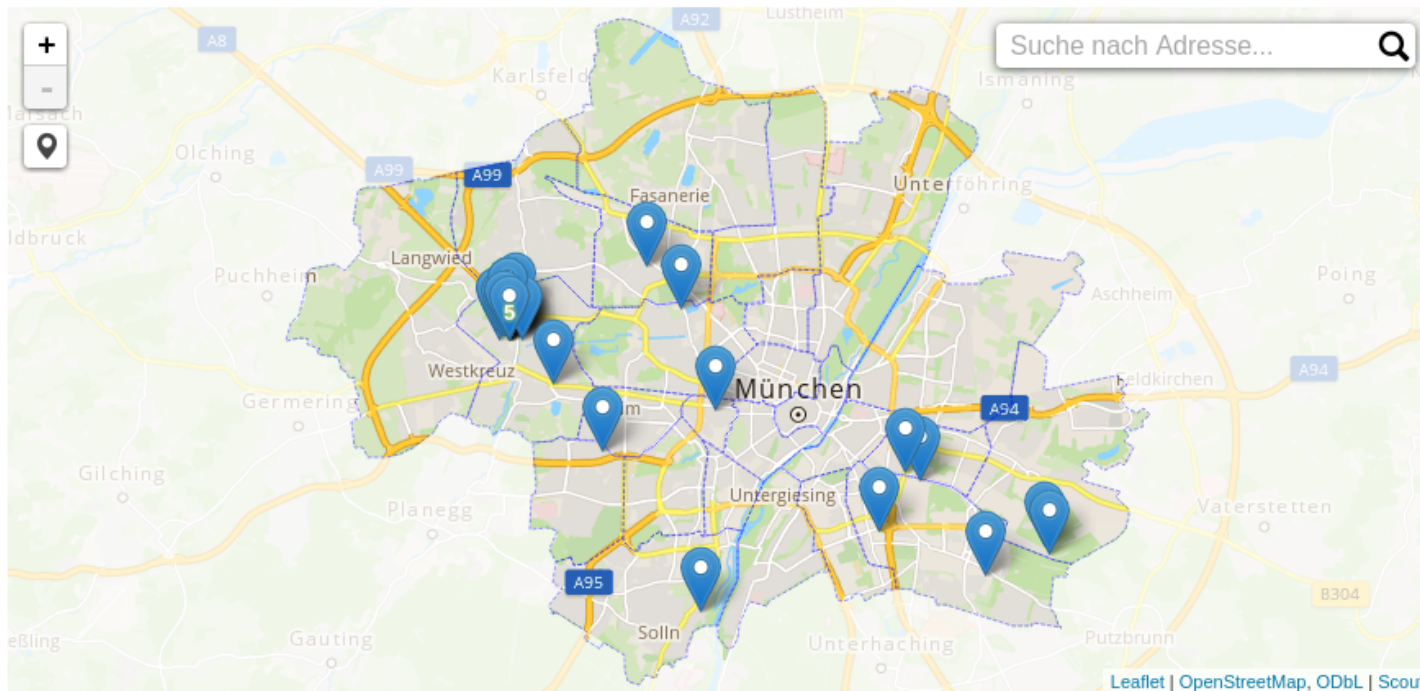 A92
Lustheim
+
A8
Suche nach Adresse...
-
Karlsfeld
Ismaning
Olching
A99
A99
Unterföhring
Fasanerie
ldbruck
Langwied
Puchheim
Poing
Aschheim
5
Westkreuz
A94
Feldkirchen
München
Germering
A94
m
Gilching
Untergiesing
Planegg
Vaterstetten
A95
B304
Solln
eßling
Gauting
Unterhaching
Putzbrunn
Leaflet | OpenStreetMap, ODbL | Scou